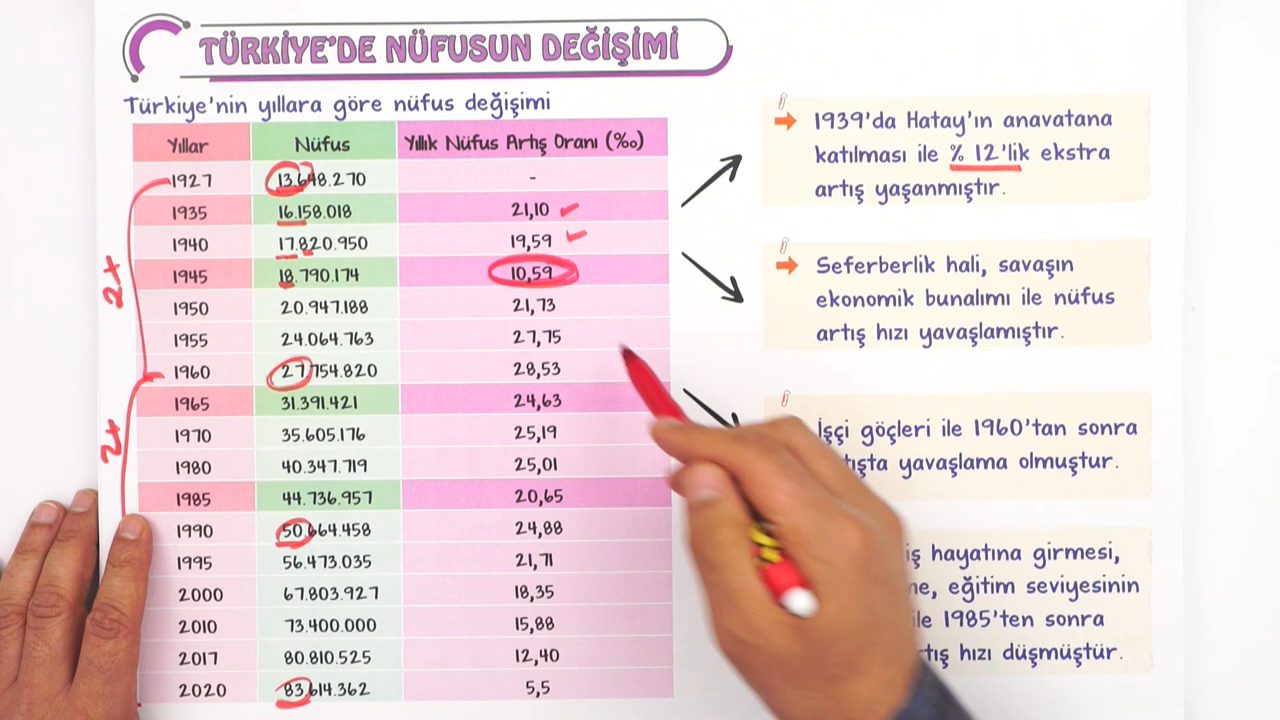 TÜRKİYE'DE NÜFUSUN DEĞİŞİMİ
Türkiye'nin yıllara göre nüfus değişimi
Yıllar Nüfus Yıllık Nüfus Artış Oranı (‰)
1927 13.648.270 -
1935 16.158.018 21,10
1940 17.820.950 19,59
1945 18.790.174 10,59
1950 20.947.188 21,73
1955 24.064.763 27,75
1960 27.754.820 28,53
1965 31.391.421 24,63
1970 35.605.176 25,19
1980 40.347.719 25,01
1985 44.736.957 20,65
1990 50.664.458 24,88
1995 56.473.035 21,71
2000 67.803.927 18,35
2010 73.400.000 15,88
2017 80.810.525 12,40
2020 83.614.362 5,5
2+
2+
1939'da Hatay'ın anavatana
katılması ile % 12'lik ekstra
artış yaşanmıştır.
Seferberlik hali, savaşın
ekonomik bunalımı ile nüfus
artış hızı yavaşlamıştır.
İşçi göçleri ile 1960'tan sonra
yavaşlama olmuştur.
iş hayatına girmesi,
eğitim seviyesinin
ile 1985'ten sonra
hızı düşmüştür.